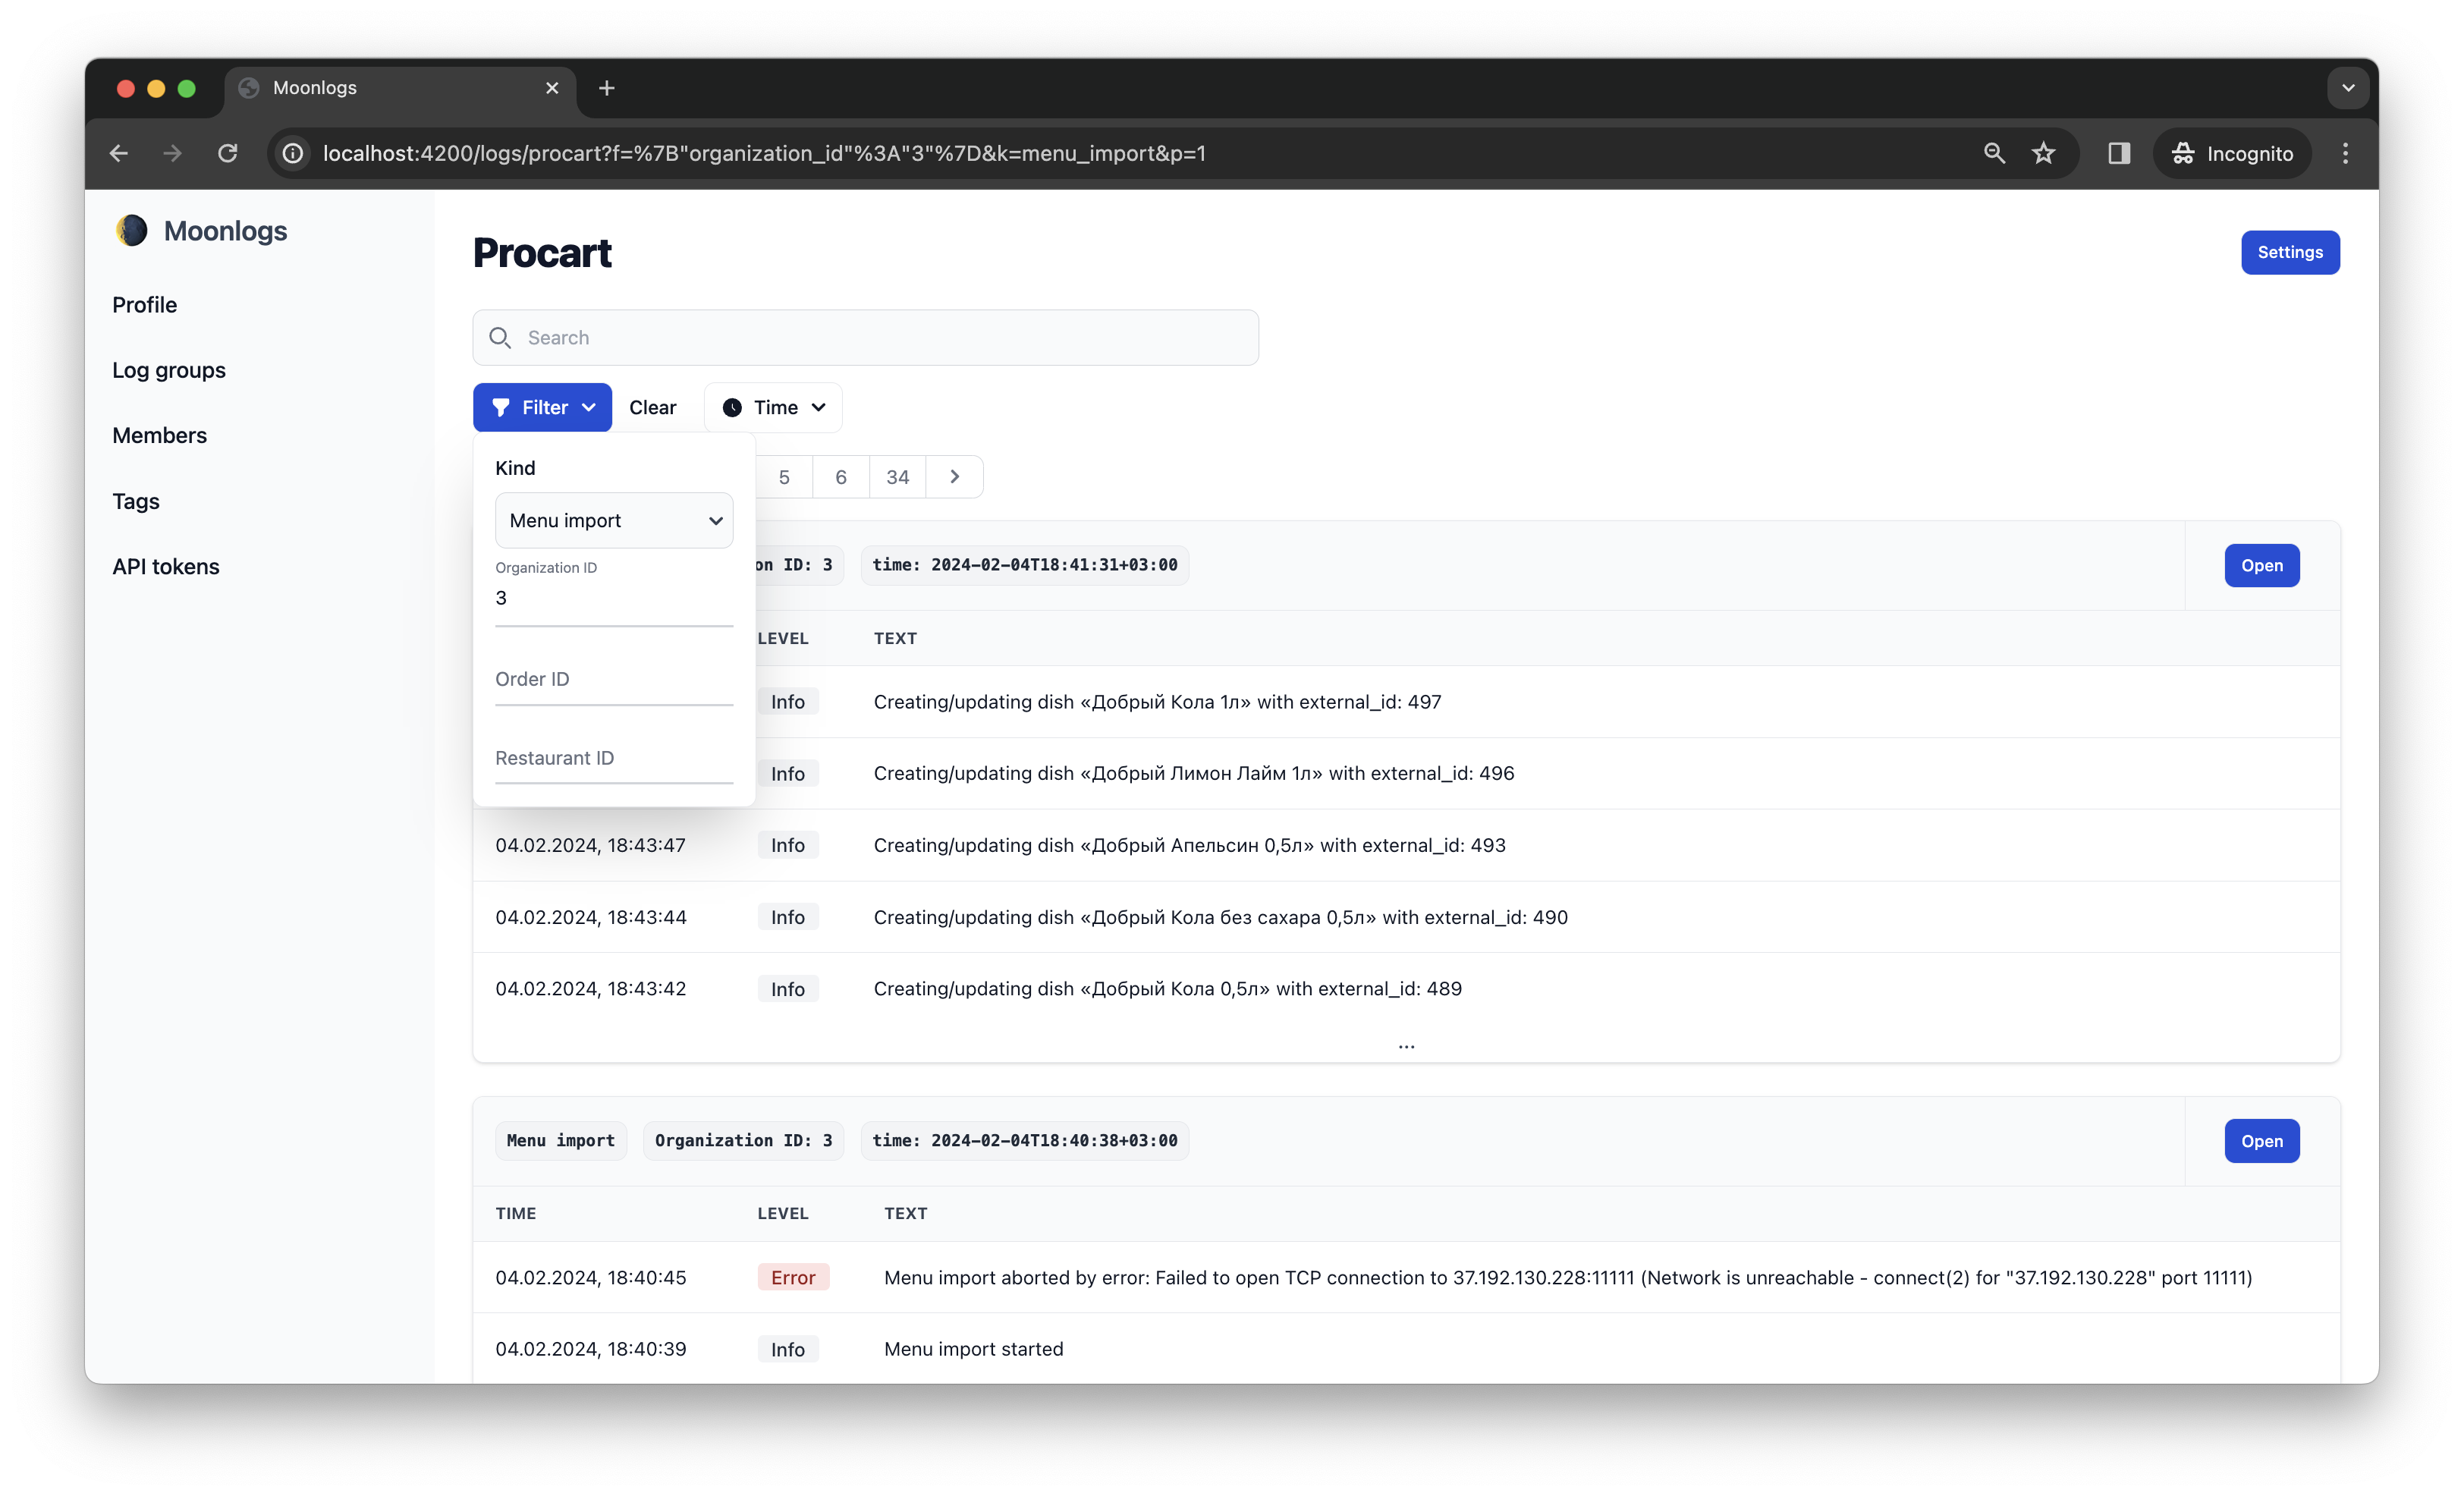 Moonlogs
localhost:4200/logs/procart?f=%7B"organization_id"%3A"3"%7D&k=menu_import&p=1
Incognito
Moonlogs
Profile
Log groups
Members
Tags
API tokens
Procart
Settings
Search
Filter Clear Time
Kind
Menu import
Organization ID
3
Order ID
Restaurant ID
5 6 34
ID: 3 time: 2024-02-04T18:41:31+03:00 Open
LEVEL TEXT
Info Creating/updating dish «Добрый Кола 1л» with external_id: 497
Info Creating/updating dish «Добрый Лимон Лайм 1л» with external_id: 496
04.02.2024, 18:43:47 Info Creating/updating dish «Добрый Апельсин 0,5л» with external_id: 493
04.02.2024, 18:43:44 Info Creating/updating dish «Добрый Кола без сахара 0,5л» with external_id: 490
04.02.2024, 18:43:42 Info Creating/updating dish «Добрый Кола 0,5л» with external_id: 489
...
Menu import Organization ID: 3 time: 2024-02-04T18:40:38+03:00 Open
TIME LEVEL TEXT
04.02.2024, 18:40:45 Error Menu import aborted by error: Failed to open TCP connection to 37.192.130.228:11111 (Network is unreachable - connect(2) for "37.192.130.228" port 11111)
04.02.2024, 18:40:39 Info Menu import started